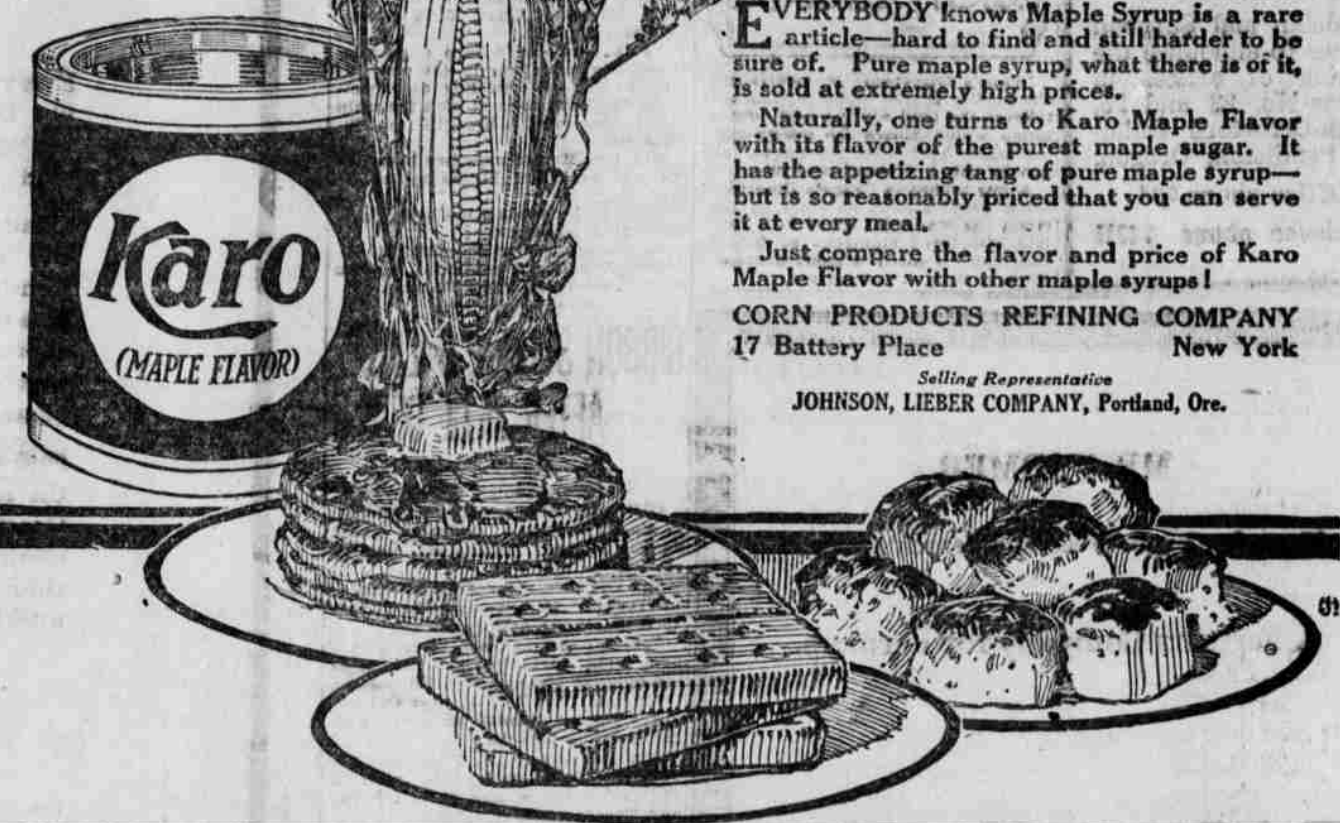 Karo
(MAPLE FLAVOR)
EVERYBODY knows Maple Syrup is a rare
article—hard to find and still harder to be
sure of. Pure maple syrup, what there is of it,
is sold at extremely high prices.
Naturally, one turns to Karo Maple Flavor
with its flavor of the purest maple sugar. It
has the appetizing tang of pure maple syrup—
but is so reasonably priced that you can serve
it at every meal.
Just compare the flavor and price of Karo
Maple Flavor with other maple syrups!
CORN PRODUCTS REFINING COMPANY
17 Battery Place New York
Selling Representative
JOHNSON, LIEBER COMPANY, Portland, Ore.